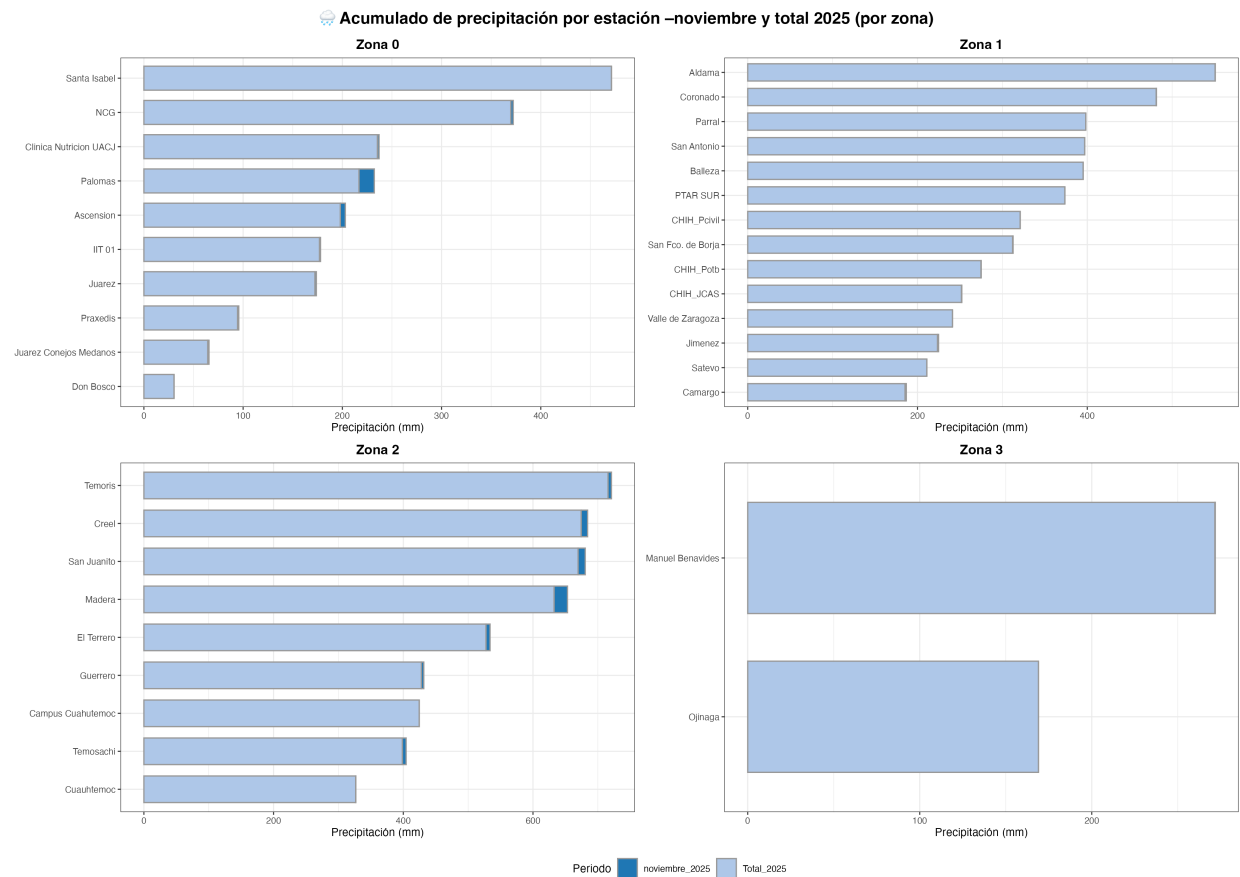 🌧️ Acumulado de precipitación por estación –noviembre y total 2025 (por zona)
Zona 0
Santa Isabel
NCG
Clinica Nutricion UACJ
Palomas
Ascension
IIT 01
Juarez
Praxedis
Juarez Conejos Medanos
Don Bosco
0 100 200 300 400
Precipitación (mm)
Zona 1
Aldama
Coronado
Parral
San Antonio
Balleza
PTAR SUR
CHIH_Pcivil
San Fco. de Borja
CHIH_Potb
CHIH_JCAS
Valle de Zaragoza
Jimenez
Satevo
Camargo
0 200 400
Precipitación (mm)
Zona 2
Temoris
Creel
San Juanito
Madera
El Terrero
Guerrero
Campus Cuahutemoc
Temosachi
Cuauhtemoc
0 200 400 600
Precipitación (mm)
Zona 3
Manuel Benavides
Ojinaga
0 100 200
Precipitación (mm)
Periodo noviembre_2025 Total_2025